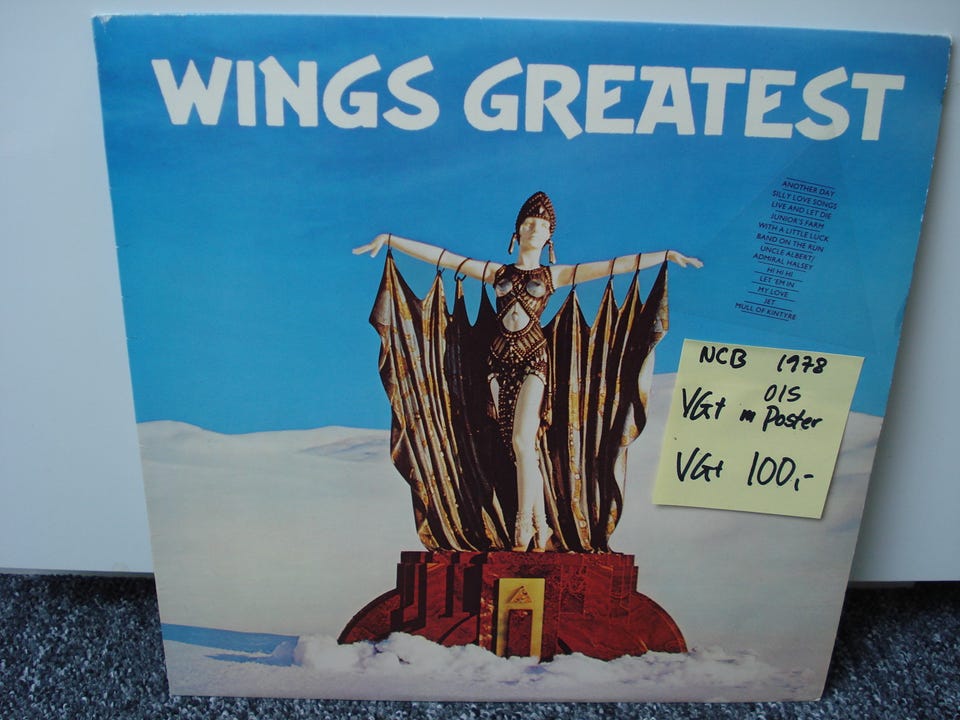 WINGS GREATEST
ANOTHER DAY
SILLY LOVE SONGS
LIVE AND LET DIE
JUNIOR'S FARM
WITH A LITTLE LUCK
BAND ON THE RUN
UNCLE ALBERT/
ADMIRAL HALSEY
HI HI HI
LET 'EM IN
MY LOVE
JET
MULL OF KINTYRE
NCB 1978
OIS
VG+ m Poster
VG+ 100,-